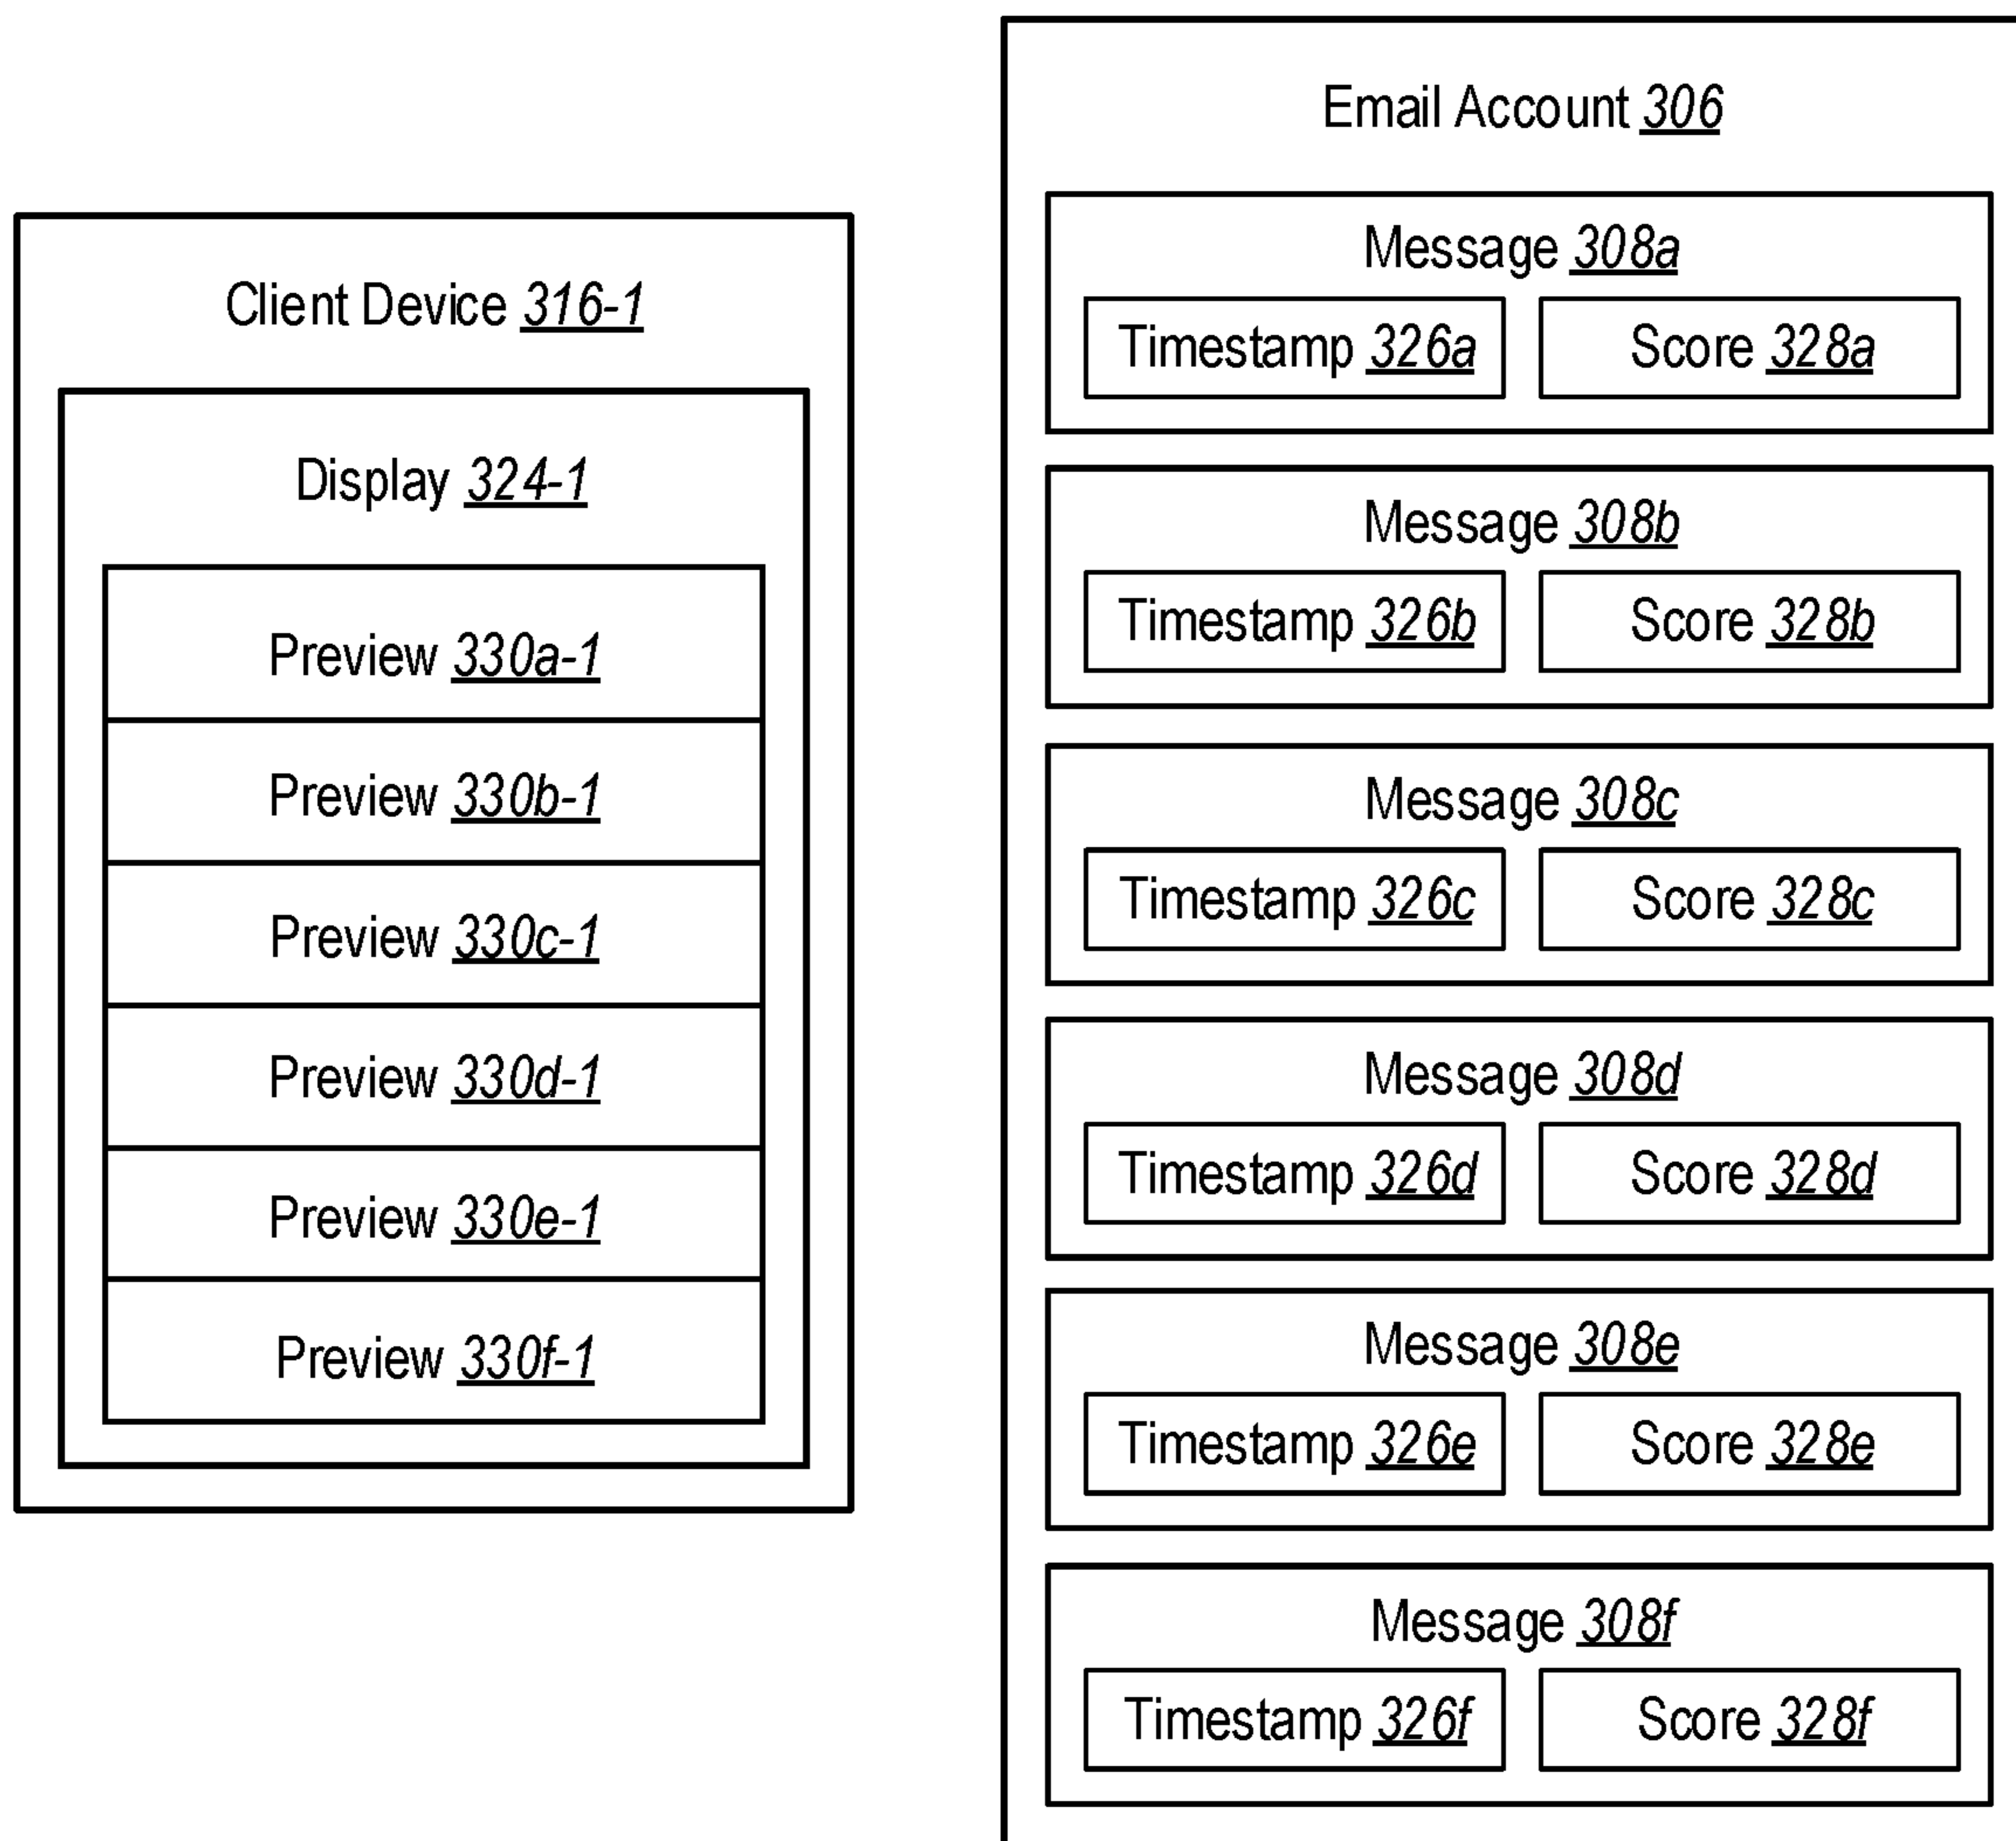 Client Device 316-1
Display 324-1
Preview 330a-1
Preview 330b-1
Preview 330c-1
Preview 330d-1
Preview 330e-1
Preview 330f-1
Email Account 306
Message 308a
Timestamp 326a
Score 328a
Message 308b
Timestamp 326b
Score 328b
Message 308c
Timestamp 326c
Score 328c
Message 308d
Timestamp 326d
Score 328d
Message 308e
Timestamp 326e
Score 328e
Message 308f
Timestamp 326f
Score 328f